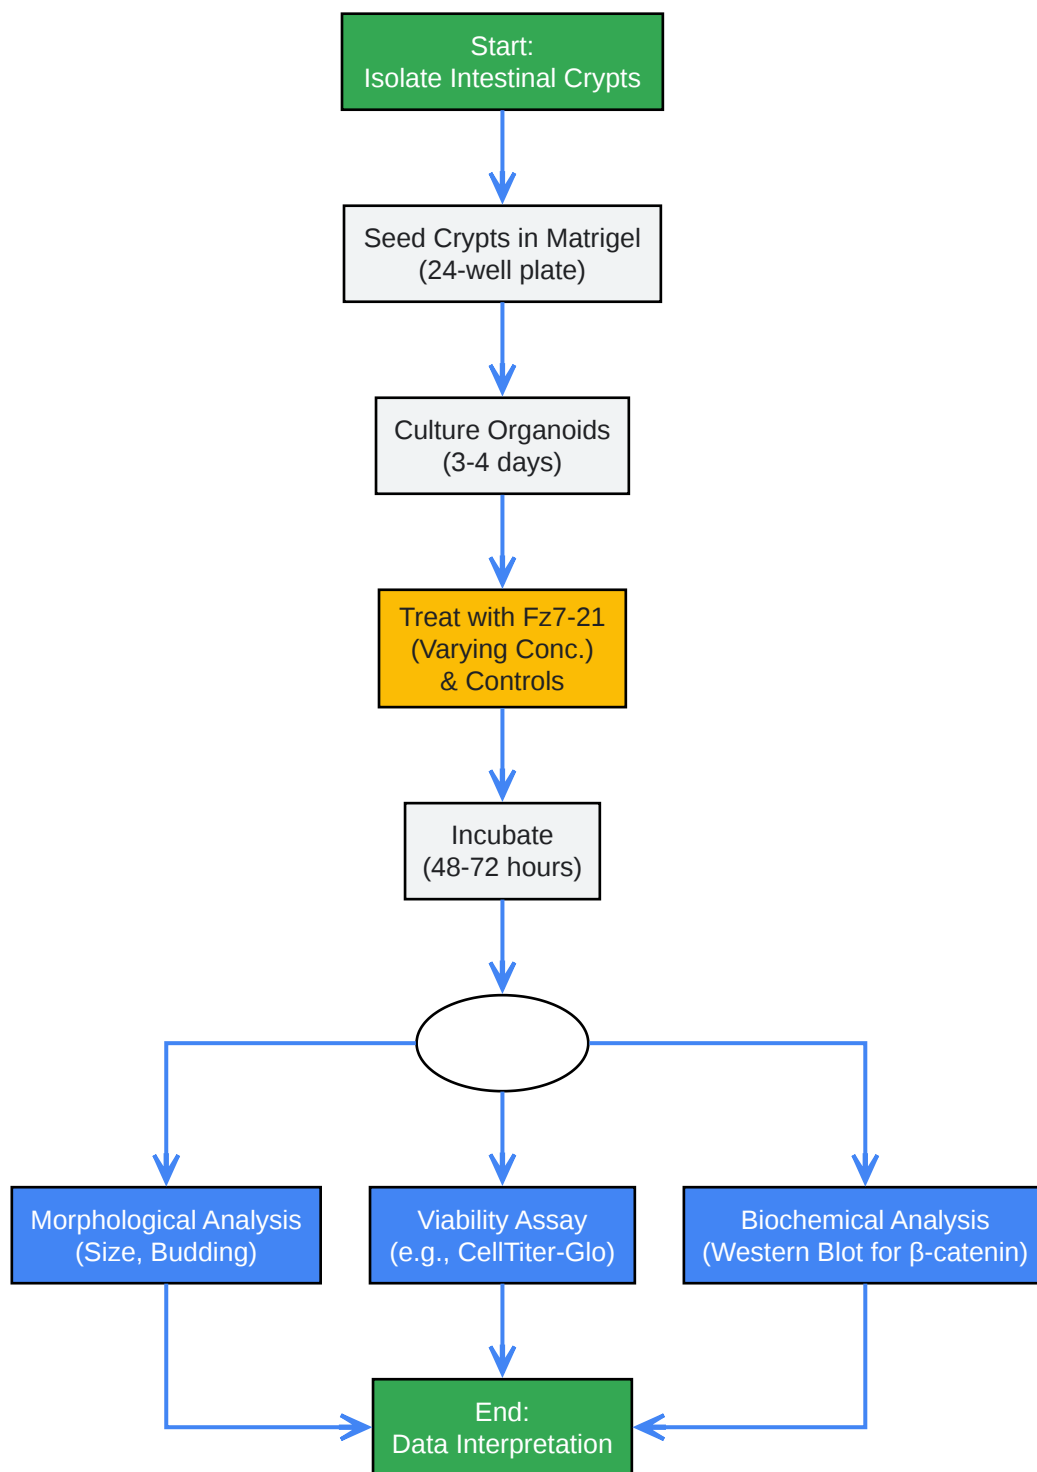 Start:
Isolate Intestinal Crypts
Seed Crypts in Matrigel
(24-well plate)
Culture Organoids
(3-4 days)
Treat with Fz7-21
(Varying Conc.)
& Controls
Incubate
(48-72 hours)
Morphological Analysis
(Size, Budding)
Viability Assay
(e.g., CellTiter-Glo)
Biochemical Analysis
(Western Blot for β-catenin)
End:
Data Interpretation